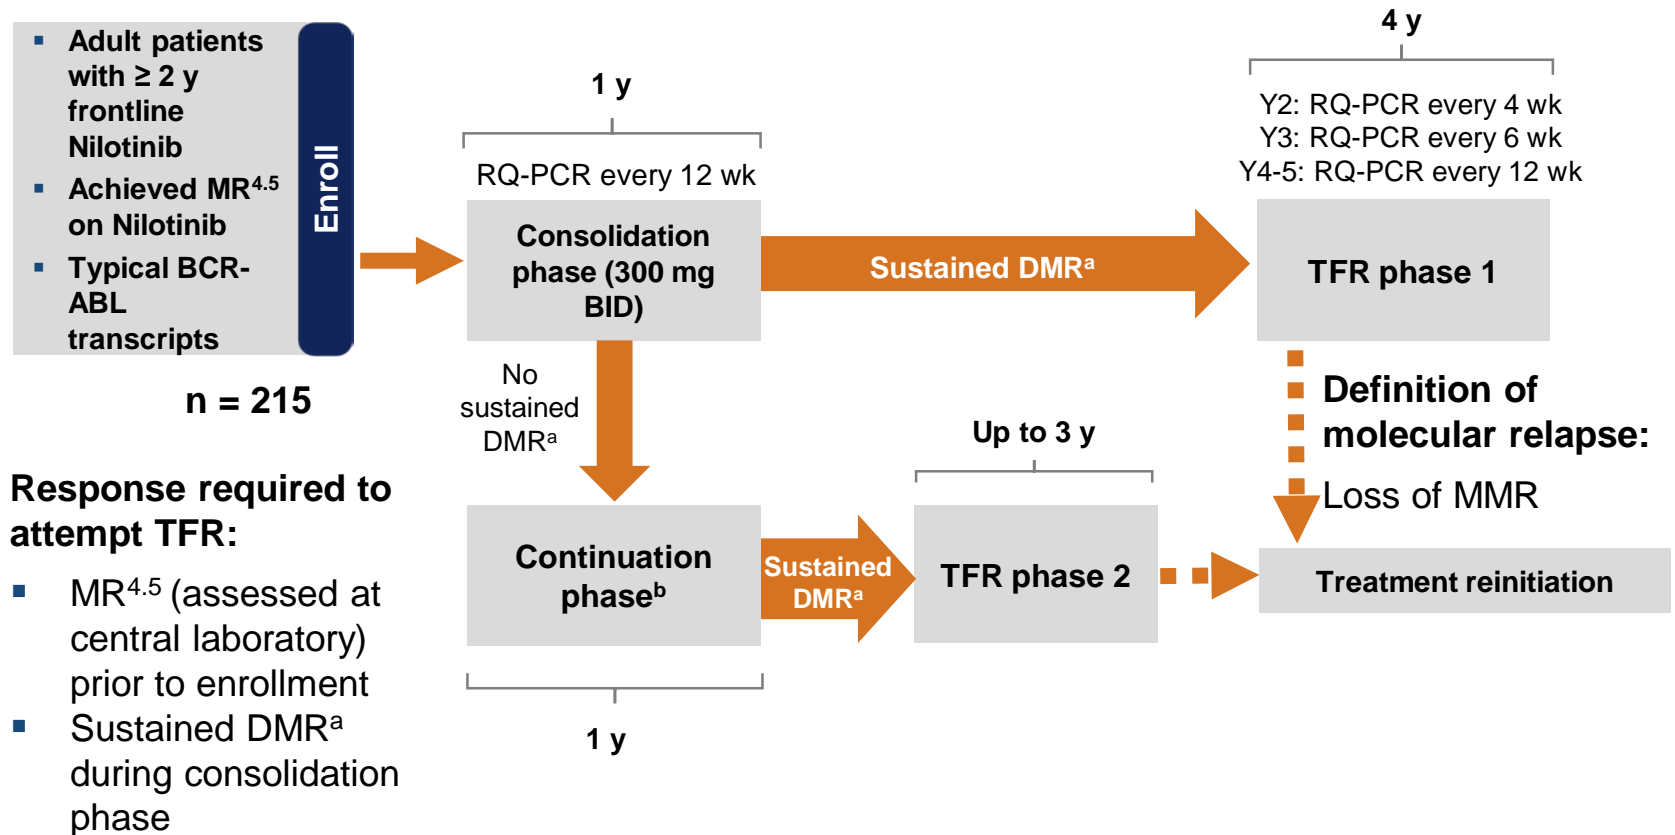 ▪ Adult patients
with ≥ 2 y
frontline
Nilotinib
▪ Achieved MR4.5
on Nilotinib
▪ Typical BCR-
ABL
transcripts
Enroll
n = 215
1 y
RQ-PCR every 12 wk
Consolidation
phase (300 mg
BID)
Sustained DMRa
4 y
Y2: RQ-PCR every 4 wk
Y3: RQ-PCR every 6 wk
Y4-5: RQ-PCR every 12 wk
TFR phase 1
No
sustained
DMRa
Definition of
molecular relapse:
Loss of MMR
Response required to
attempt TFR:
▪ MR4.5 (assessed at
central laboratory)
prior to enrollment
▪ Sustained DMRa
during consolidation
phase
Continuation
phaseb
1 y
Sustained
DMRa
Up to 3 y
TFR phase 2
Treatment reinitiation